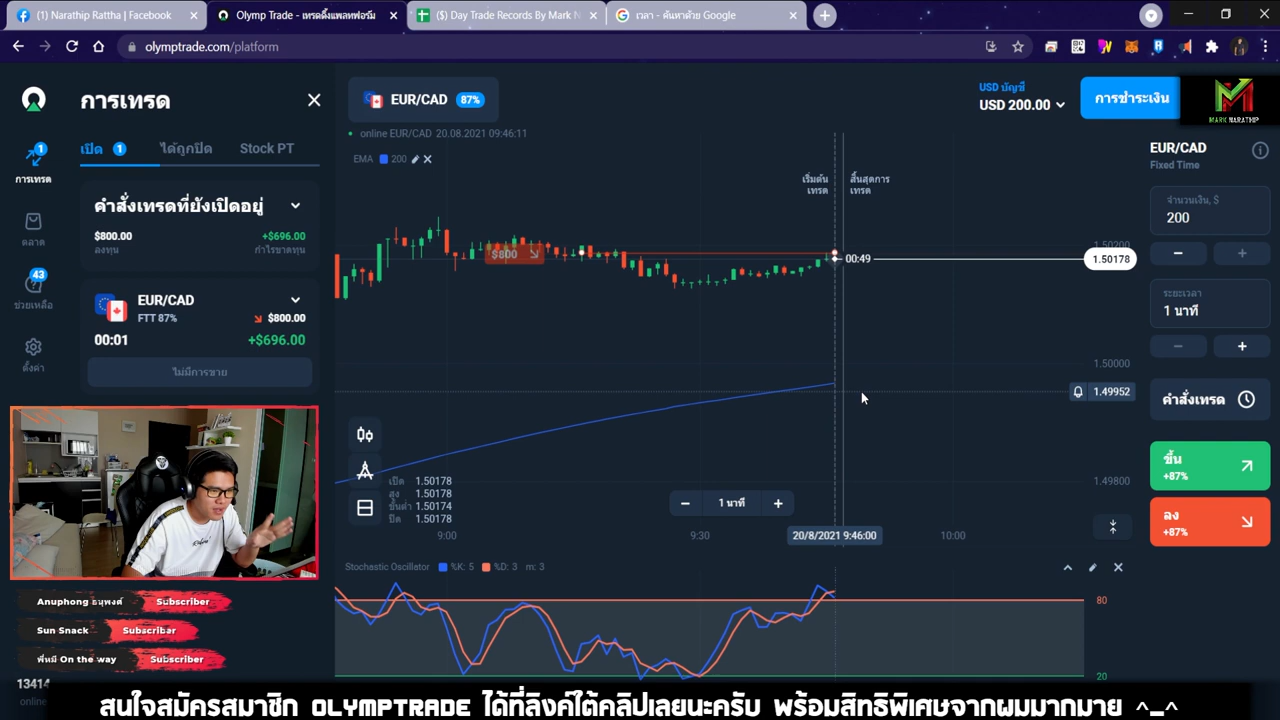 (1) Narathip Rattha | Facebook
Olymp Trade - เทรดดิ้งแพลทฟอร์ม
($) Day Trade Records By Mark N
เวลา - ค้นหาด้วย Google
olymptrade.com/platform
การเทรด
EUR/CAD 87%
USD บัญชี
USD 200.00
การชำระเงิน
MARK NARATHIP
online EUR/CAD 20.08.2021 09:46:11
เปิด 1
ได้ถูกปิด
Stock PT
EMA 200
1
การเทรด
ตลาด
43
ช่วยเหลือ
ตั้งค่า
คำสั่งเทรดที่ยังเปิดอยู่
$800.00
+$696.00
ลงทุน
กำไรขาดทุน
EUR/CAD
FTT 87%
$800.00
00:01
+$696.00
ไม่มีการขาย
เริ่มต้น
เทรด
สิ้นสุดการ
เทรด
$800
00:49
1.50200
1.50178
1.50000
1.49952
1.49800
EUR/CAD
Fixed Time
จำนวนเงิน, $
200
ระยะเวลา
1 นาที
คำสั่งเทรด
ขึ้น
+87%
ลง
+87%
เปิด 1.50178
สูง 1.50178
ขั้นต่ำ 1.50174
ปิด 1.50178
1 นาที
9:00
9:30
20/8/2021 9:46:00
10:00
Stochastic Oscillator %K: 5 %D: 3 m: 3
80
20
Anuphong อนุพงศ์ Subscriber
Sun Snack Subscriber
พี่หมี On the way Subscriber
13414
online
สนใจสมัครสมาชิก OLYMPTRADE ได้ที่ลิงค์ใต้คลิปเลยนะครับ พร้อมสิทธิพิเศษจากผมมากมาย ^_^